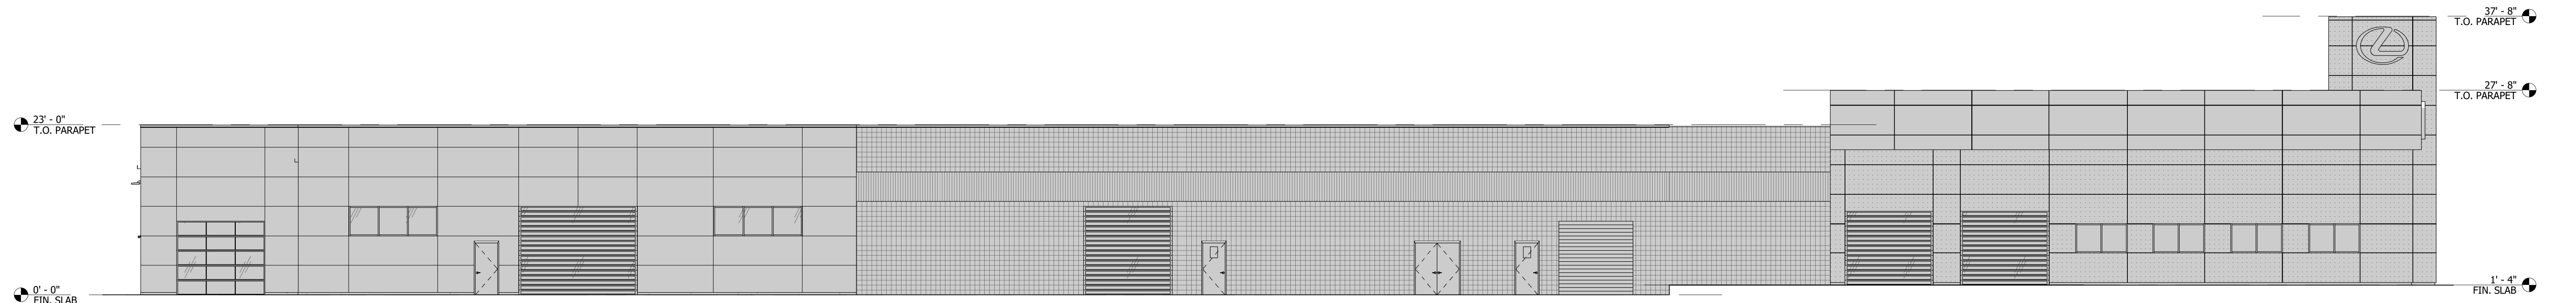 37' - 8"
T.O. PARAPET
27' - 8"
T.O. PARAPET
23' - 0"
T.O. PARAPET
0' - 0"
FIN. SLAB
1' - 4"
FIN. SLAB